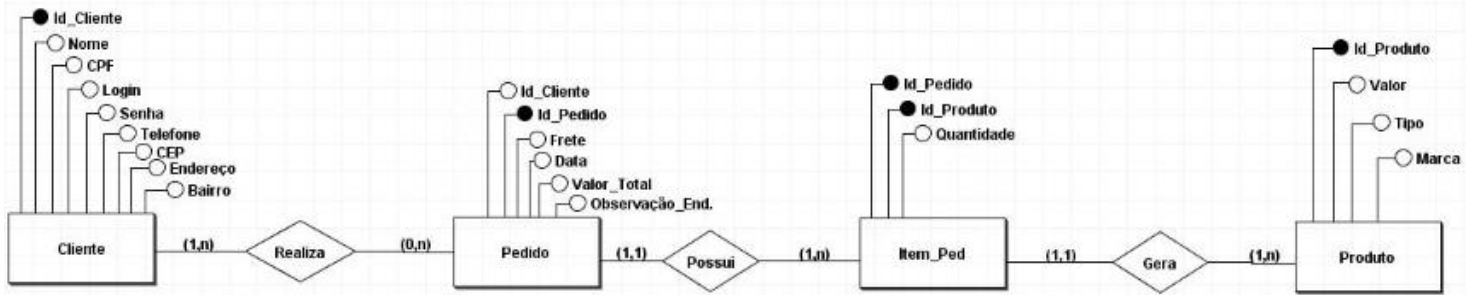 Id_Cliente
Nome
CPF
Login
Senha
Telefone
CEP
Endereço
Bairro
Cliente
(1,n)
Realiza
(0,n)
Id_Cliente
Id_Pedido
Frete
Data
Valor_Total
Observação_End.
Pedido
(1,1)
Possui
(1,n)
Id_Pedido
Id_Produto
Quantidade
Item_Ped
(1,1)
Gera
(1,n)
Id_Produto
Valor
Tipo
Marca
Produto